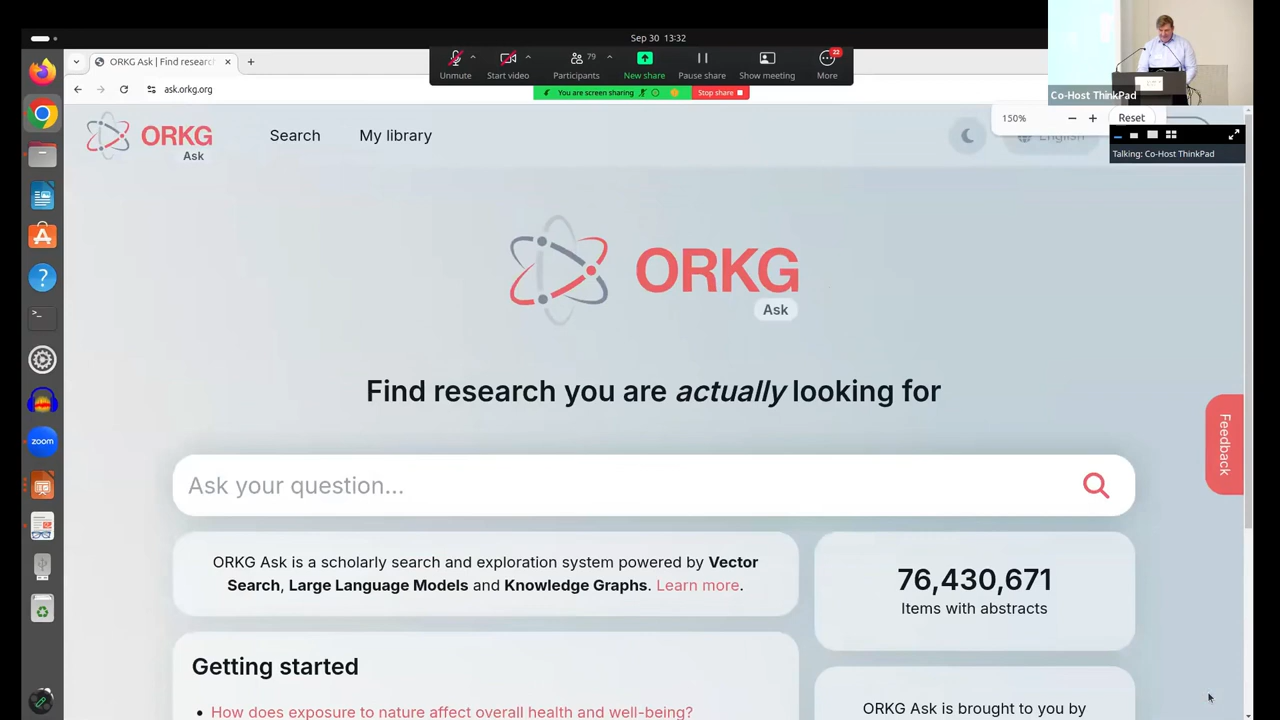 Sep 30 13:32
ORKG Ask | Find researc
Unmute
Start video
Participants
79
New share
Pause share
Show meeting
More
22
You are screen sharing
Stop share
Co-Host ThinkPad
ask.orkg.org
150%
Reset
Talking: Co-Host ThinkPad
ORKG
Ask
Search
My library
English
ORKG
Ask
Find research you are actually looking for
Ask your question...
Feedback
ORKG Ask is a scholarly search and exploration system powered by Vector
Search, Large Language Models and Knowledge Graphs. Learn more.
76,430,671
Items with abstracts
Getting started
• How does exposure to nature affect overall health and well-being?
ORKG Ask is brought to you by
zoom